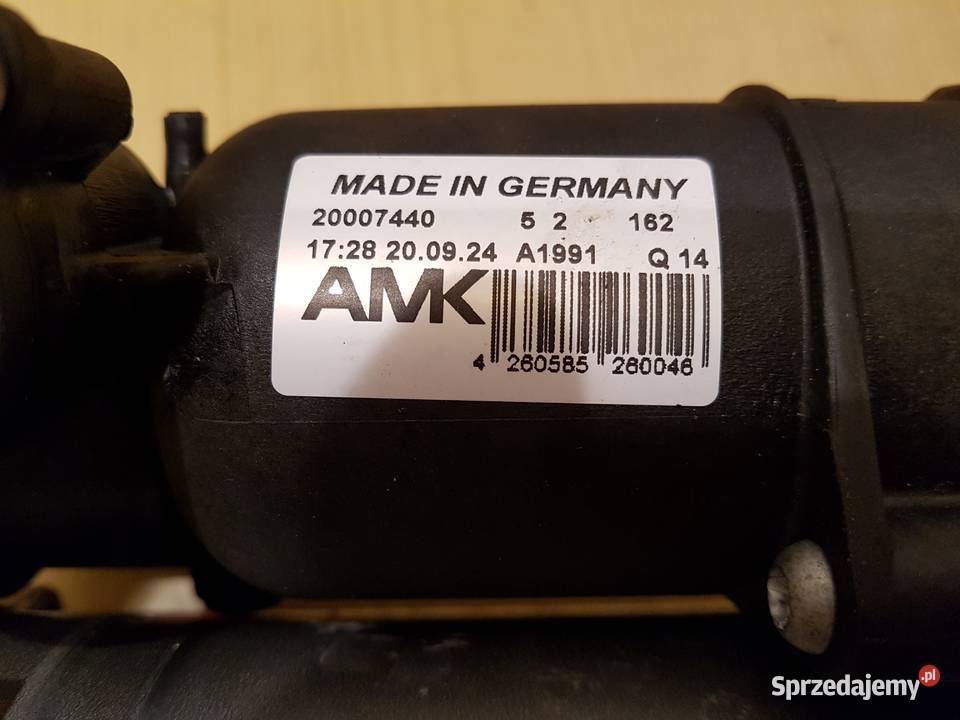 MADE IN GERMANY
20007440 5 2 162
17:28 20.09.24 A1991 Q 14
AMK
4 260585 280046
Sprzedajemy.pl